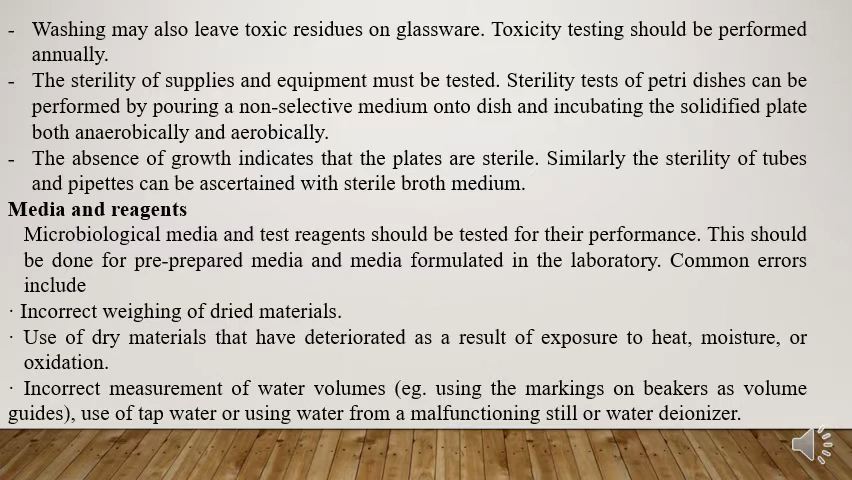 - Washing may also leave toxic residues on glassware. Toxicity testing should be performed
annually.
- The sterility of supplies and equipment must be tested. Sterility tests of petri dishes can be
performed by pouring a non-selective medium onto dish and incubating the solidified plate
both anaerobically and aerobically.
- The absence of growth indicates that the plates are sterile. Similarly the sterility of tubes
and pipettes can be ascertained with sterile broth medium.
Media and reagents
Microbiological media and test reagents should be tested for their performance. This should
be done for pre-prepared media and media formulated in the laboratory. Common errors
include
· Incorrect weighing of dried materials.
· Use of dry materials that have deteriorated as a result of exposure to heat, moisture, or
oxidation.
· Incorrect measurement of water volumes (eg. using the markings on beakers as volume
guides), use of tap water or using water from a malfunctioning still or water deionizer.